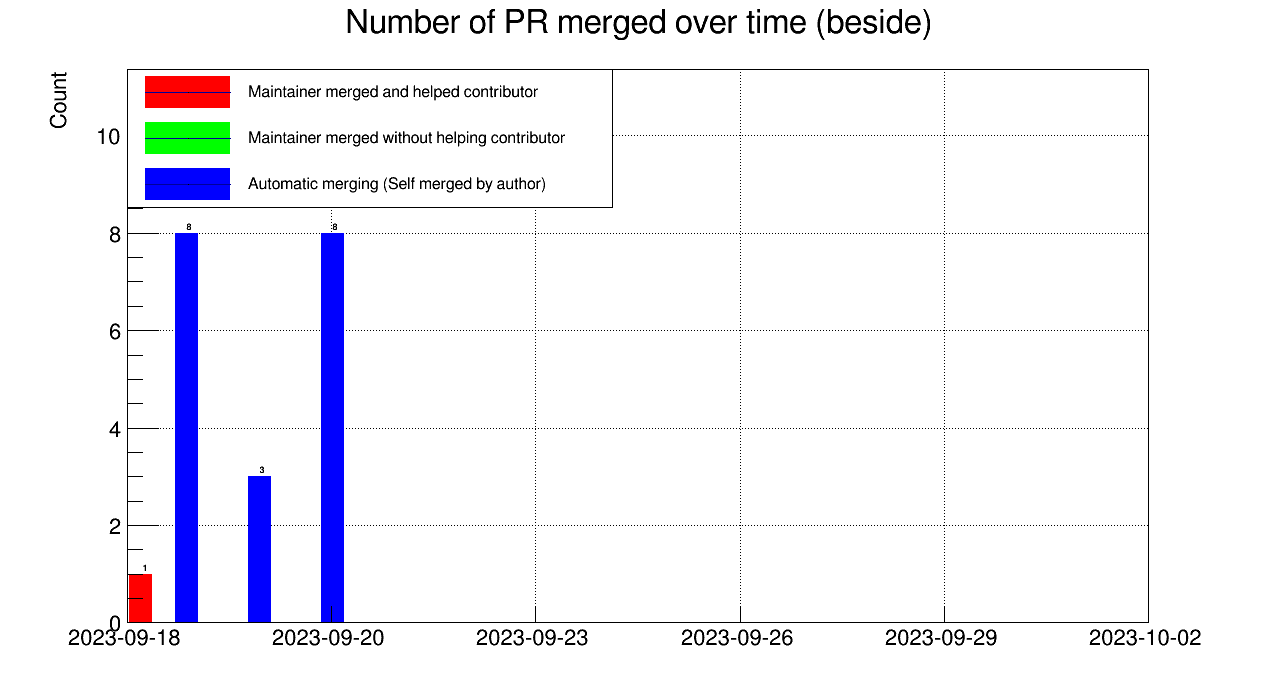 Number of PR merged over time (beside)
Count
Maintainer merged and helped contributor
Maintainer merged without helping contributor
Automatic merging (Self merged by author)
10
8
6
4
2
0
8
8
3
1
2023-09-18 2023-09-20 2023-09-23 2023-09-26 2023-09-29 2023-10-02